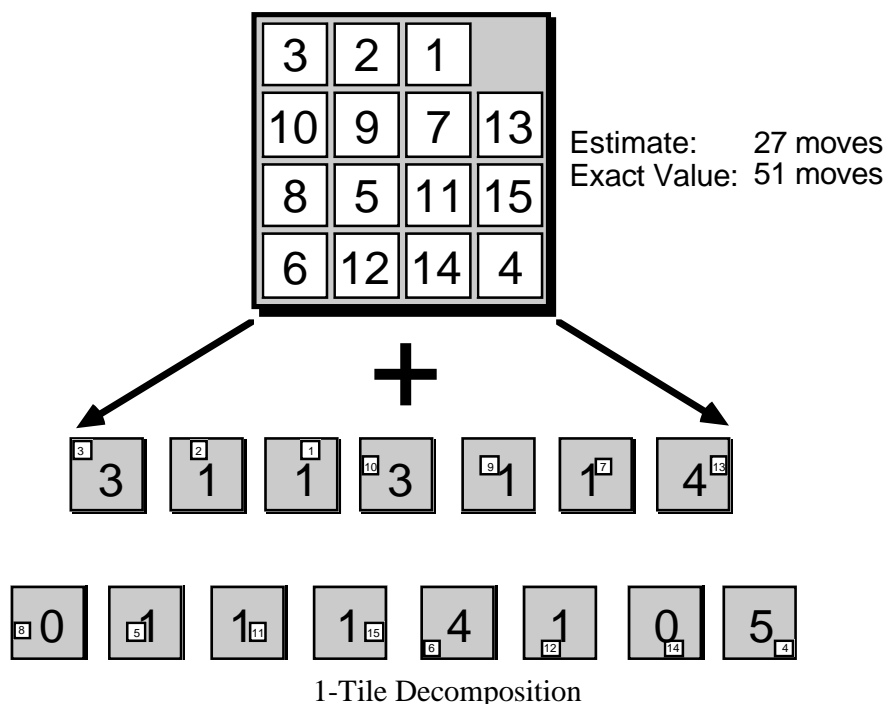 3 2 1
10 9 7 13
8 5 11 15
6 12 14 4
Estimate: 27 moves
Exact Value: 51 moves
+
3 3
2 1
1 1
10 3
9 1
7 1
13 4
8 0
5 1
11 1
15 1
6 4
12 1
14 0
4 5
1-Tile Decomposition